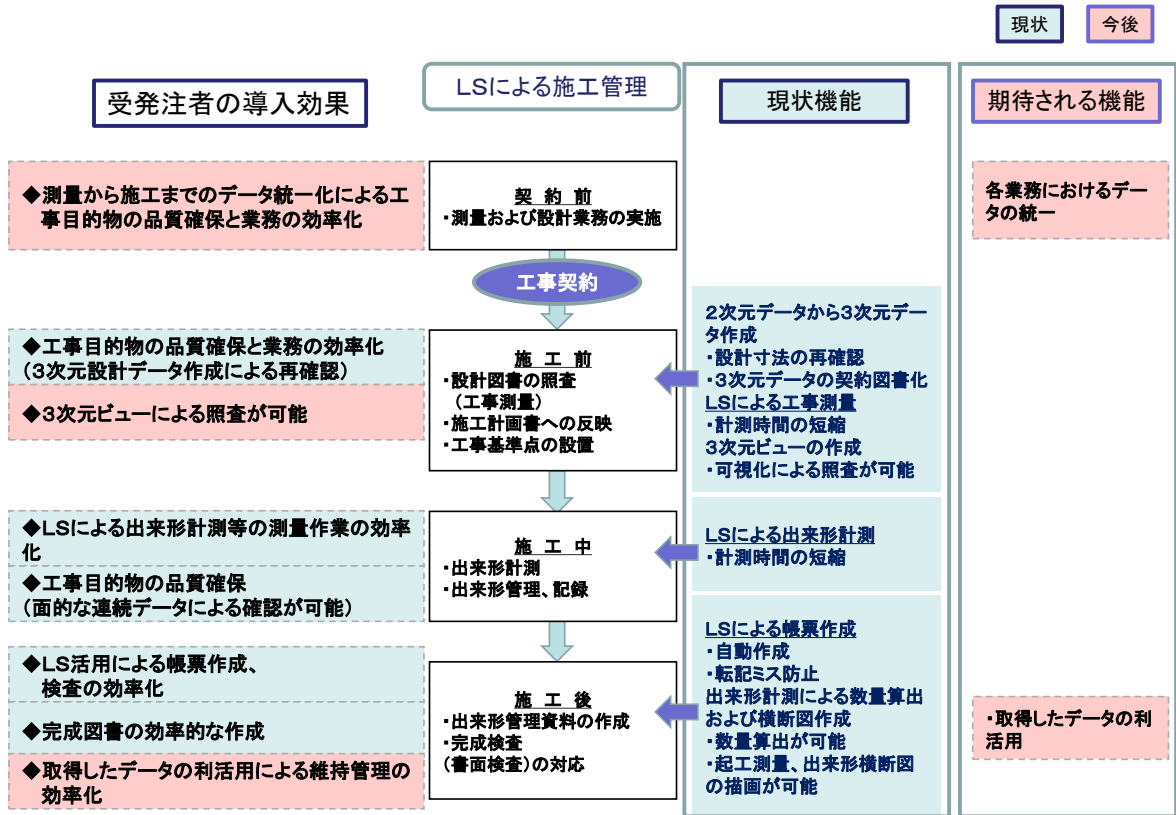 現状
今後
受発注者の導入効果
LSによる施工管理
現状機能
期待される機能
◆測量から施工までのデータ統一化による工
事目的物の品質確保と業務の効率化
契 約 前
・測量および設計業務の実施
各業務におけるデー
タの統一
工事契約
◆工事目的物の品質確保と業務の効率化
(3次元設計データ作成による再確認)
◆3次元ビューによる照査が可能
施 工 前
・設計図書の照査
(工事測量)
・施工計画書への反映
・工事基準点の設置
2次元データから3次元デー
タ作成
・設計寸法の再確認
・3次元データの契約図書化
LSによる工事測量
・計測時間の短縮
3次元ビューの作成
・可視化による照査が可能
◆LSによる出来形計測等の測量作業の効率
化
◆工事目的物の品質確保
(面的な連続データによる確認が可能)
施 工 中
・出来形計測
・出来形管理、記録
LSによる出来形計測
・計測時間の短縮
◆LS活用による帳票作成、
検査の効率化
◆完成図書の効率的な作成
◆取得したデータの利活用による維持管理の
効率化
施 工 後
・出来形管理資料の作成
・完成検査
(書面検査)の対応
LSによる帳票作成
・自動作成
・転記ミス防止
出来形計測による数量算出
および横断図作成
・数量算出が可能
・起工測量、出来形横断図
の描画が可能
・取得したデータの利
活用